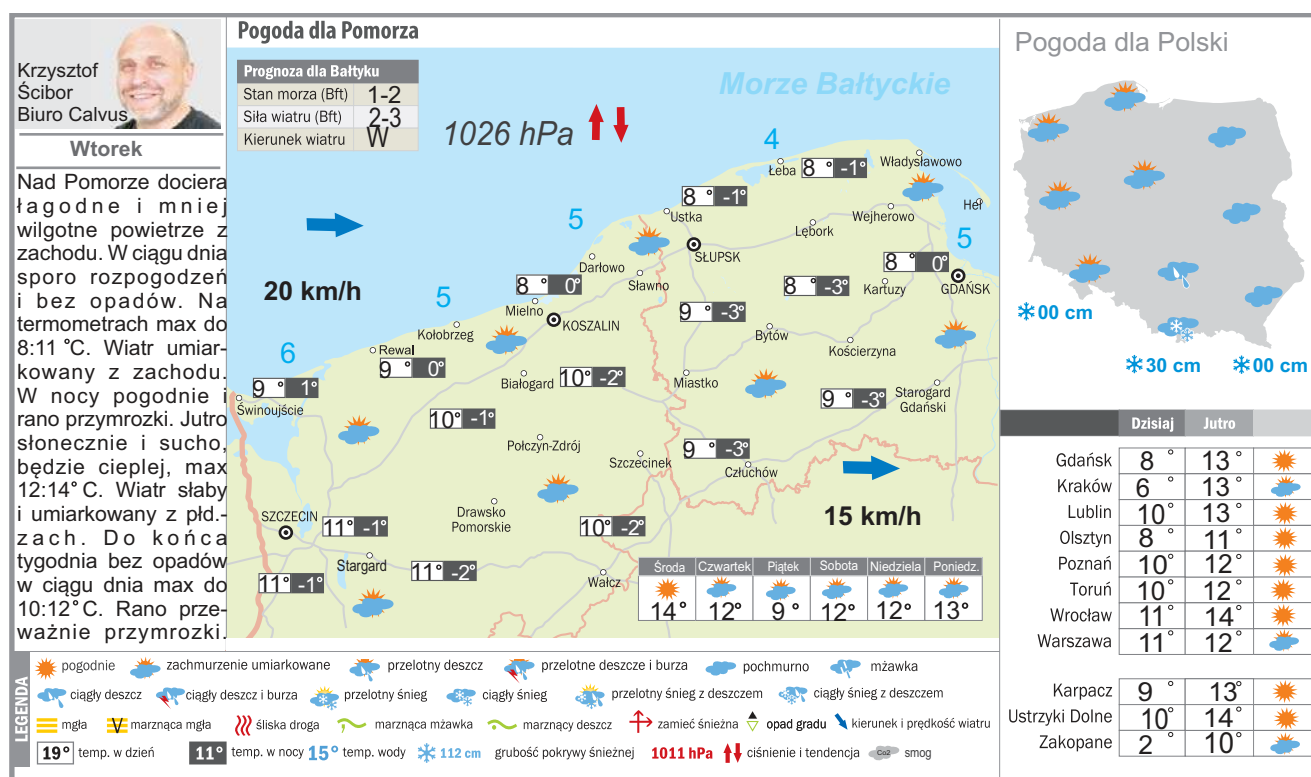 Krzysztof
Ścibor
Biuro Calvus
Wtorek
Nad Pomorze dociera
łagodne i mniej
wilgotne powietrze z
zachodu. W ciągu dnia
sporo rozpogodzeń
i bez opadów. Na
termometrach max do
8:11 °C. Wiatr umiar-
kowany z zachodu.
W nocy pogodnie i
rano przymrozki. Jutro
słonecznie i sucho,
będzie cieplej, max
12:14°C. Wiatr słaby
i umiarkowany z płd.-
zach. Do końca
tygodnia bez opadów
w ciągu dnia max do
10:12°C. Rano prze-
ważnie przymrozki.
Pogoda dla Pomorza
Prognoza dla Bałtyku
Stan morza (Bft) 1-2
Siła wiatru (Bft) 2-3
Kierunek wiatru W
Morze Bałtyckie
1026 hPa
4
Łeba
8° -1°
Władysławowo
8° -1°
Ustka
Wejherowo
Hel
5
Lębork
5
SŁUPSK
Darłowo
8° 0°
20 km/h
8° 0°
Sławno
8° -3°
Kartuzy
GDAŃSK
5
Mielno
KOSZALIN
9° -3°
Kołobrzeg
Bytów
Kościerzyna
6
Rewal
9° 0°
9° 1°
Świnoujście
Białogard
10° -2°
Miastko
Starogard
Gdański
9° -3°
10° -1°
Połczyn-Zdrój
9° -3°
Szczecinek
Człuchów
15 km/h
Drawsko
Pomorskie
SZCZECIN
11° -1°
10° -2°
Stargard
11° -2°
11° -1°
Wałcz
Środa Czwartek Piątek Sobota Niedziela Poniedz.
14° 12° 9° 12° 12° 13°
Pogoda dla Polski
00 cm
30 cm 00 cm
Dzisiaj Jutro
Gdańsk 8° 13°
Kraków 6° 13°
Lublin 10° 13°
Olsztyn 8° 11°
Poznań 10° 12°
Toruń 10° 12°
Wrocław 11° 14°
Warszawa 11° 12°
Karpacz 9° 13°
Ustrzyki Dolne 10° 14°
Zakopane 2° 10°
LEGENDA
pogodnie zachmurzenie umiarkowane przelotny deszcz przelotne deszcze i burza pochmurno mżawka
ciągły deszcz ciągły deszcz i burza przelotny śnieg ciągły śnieg przelotny śnieg z deszczem ciągły śnieg z deszczem
mgła marznąca mgła śliska droga marznąca mżawka marznący deszcz zamieć śnieżna opad gradu kierunek i prędkość wiatru
19° temp. w dzień 11° temp. w nocy 15° temp. wody 112 cm grubość pokrywy śnieżnej 1011 hPa ciśnienie i tendencja Co2 smog